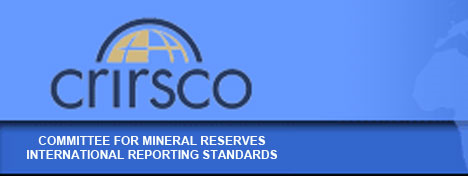 crirsco
COMMITTEE FOR MINERAL RESERVES
INTERNATIONAL REPORTING STANDARDS